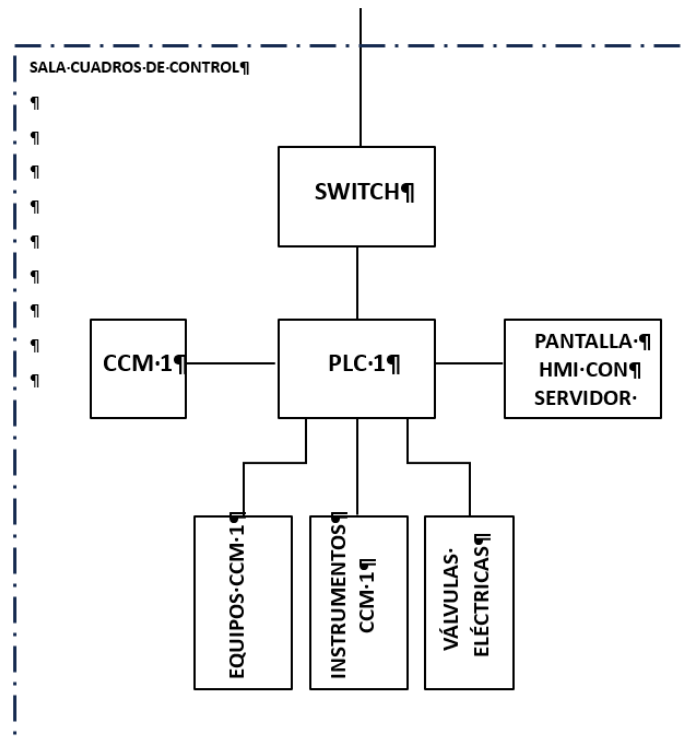 SALA·CUADROS·DE·CONTROL¶
¶
¶
¶
¶
¶
¶
¶
¶
¶
SWITCH¶
CCM·1¶
PLC·1¶
PANTALLA·¶
HMI·CON¶
SERVIDOR·
EQUIPOS·CCM·1¶
INSTRUMENTOS¶
CCM·1¶
VÁLVULAS·
ELÉCTRICAS¶